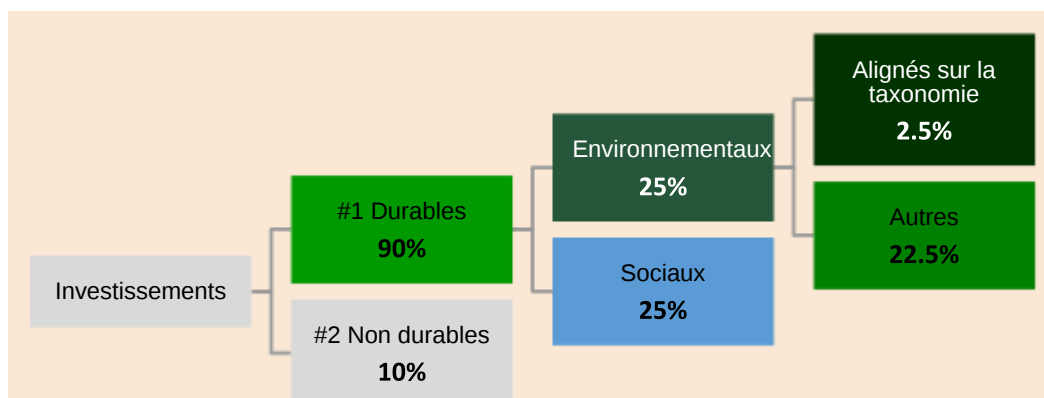 Investissements
#1 Durables
90%
#2 Non durables
10%
Environnementaux
25%
Sociaux
25%
Alignés sur la
taxonomie
2.5%
Autres
22.5%